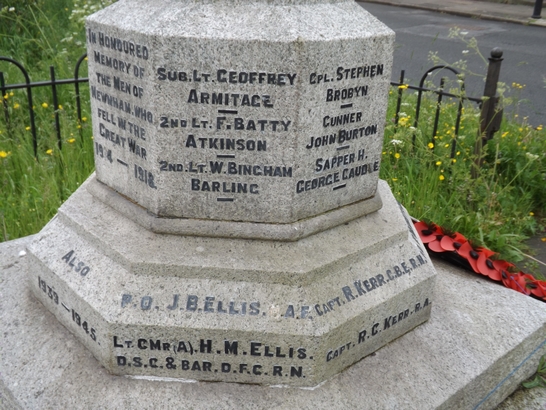 IN HONOURED
MEMORY OF
THE MEN OF
NEWNHAM WHO
FELL IN THE
GREAT WAR
1914 — 1918.
SUB. LT. GEOFFREY
ARMITAGE
2ND LT. F. BATTY
ATKINSON
2ND. LT. W. BINGHAM
BARLING
CPL. STEPHEN
BROBYN
GUNNER
JOHN BURTON
SAPPER H.
GEORGE CAUDLE
ALSO
1939–1945.
P.O. J.B. ELLIS. A.F.
LT. CMR (A). H. M. ELLIS.
D.S.C. & BAR. D.F.C. R.N.
CAPT. R. KERR. C.B.E. R.N.
CAPT. R. C. KERR. R.A.